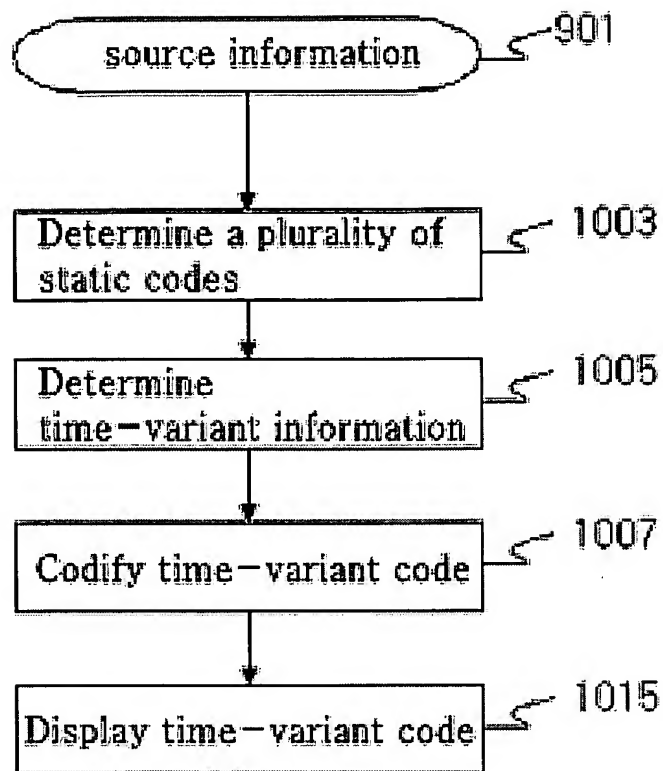 source information
901
Determine a plurality of
static codes
1003
Determine
time-variant information
1005
Codify time-variant code
1007
Display time-variant code
1015